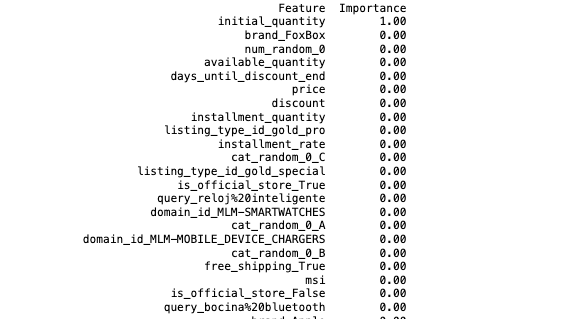 Feature Importance
initial_quantity 1.00
brand_FoxBox 0.00
num_random_0 0.00
available_quantity 0.00
days_until_discount_end 0.00
price 0.00
discount 0.00
installment_quantity 0.00
listing_type_id_gold_pro 0.00
installment_rate 0.00
cat_random_0_C 0.00
listing_type_id_gold_special 0.00
is_official_store_True 0.00
query_reloj%20inteligente 0.00
domain_id_MLM-SMARTWATCHES 0.00
cat_random_0_A 0.00
domain_id_MLM-MOBILE_DEVICE_CHARGERS 0.00
cat_random_0_B 0.00
free_shipping_True 0.00
msi 0.00
is_official_store_False 0.00
query_bocina%20bluetooth 0.00